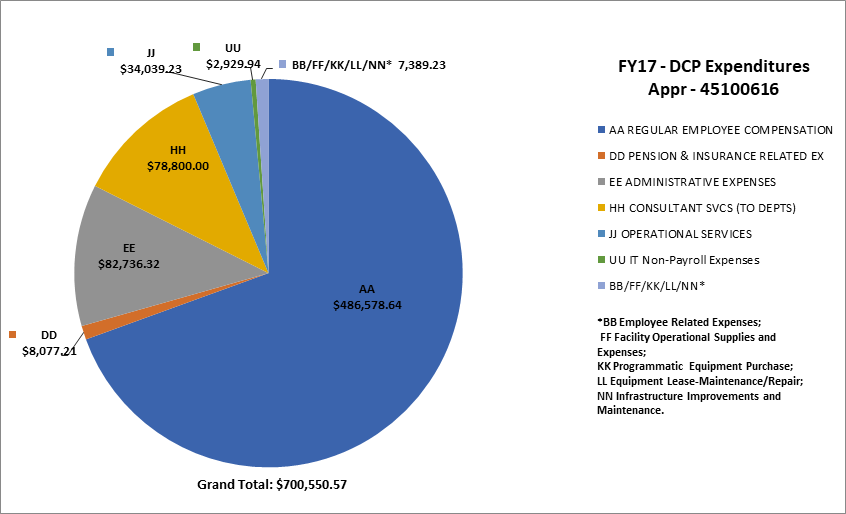 FY17 - DCP Expenditures
Appr - 45100616
JJ
$34,039.23
UU
$2,929.94
BB/FF/KK/LL/NN* 7,389.23
HH
$78,800.00
EE
$82,736.32
DD
$8,077.21
AA
$486,578.64
Grand Total: $700,550.57
AA REGULAR EMPLOYEE COMPENSATION
DD PENSION & INSURANCE RELATED EX
EE ADMINISTRATIVE EXPENSES
HH CONSULTANT SVCS (TO DEPTS)
JJ OPERATIONAL SERVICES
UU IT Non-Payroll Expenses
BB/FF/KK/LL/NN*
*BB Employee Related Expenses;
FF Facility Operational Supplies and
Expenses;
KK Programmatic Equipment Purchase;
LL Equipment Lease-Maintenance/Repair;
NN Infrastructure Improvements and
Maintenance.